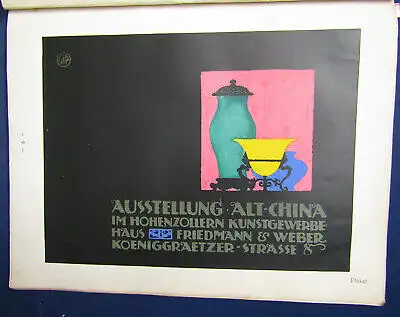 AUSSTELLUNG · ALT-CHINA
IM HOHENZOLLERN KUNSTGEWERBE-
HAUS FRIEDMANN & WEBER
KOENIGGRAETZER-STRASSE 8
Plakat